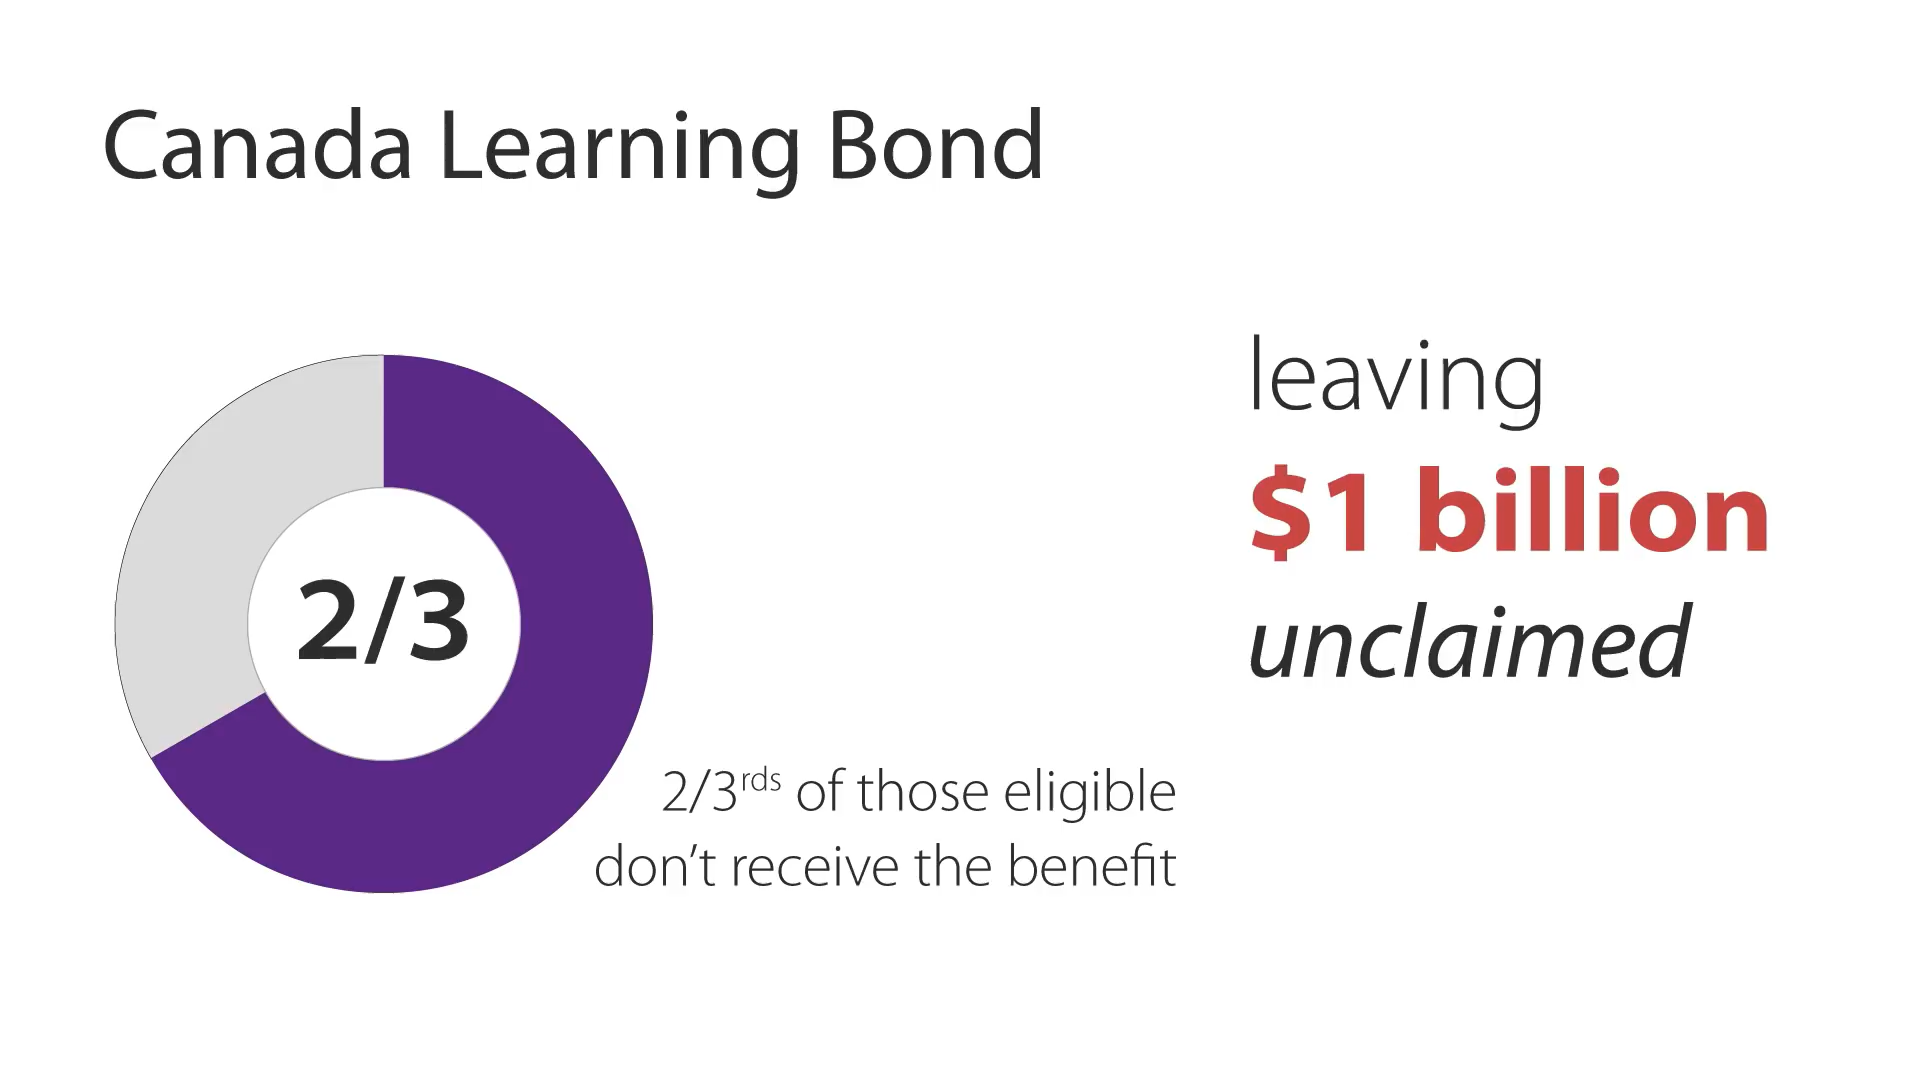 Canada Learning Bond
2/3
2/3rds of those eligible
don't receive the benefit
leaving
$1 billion
unclaimed